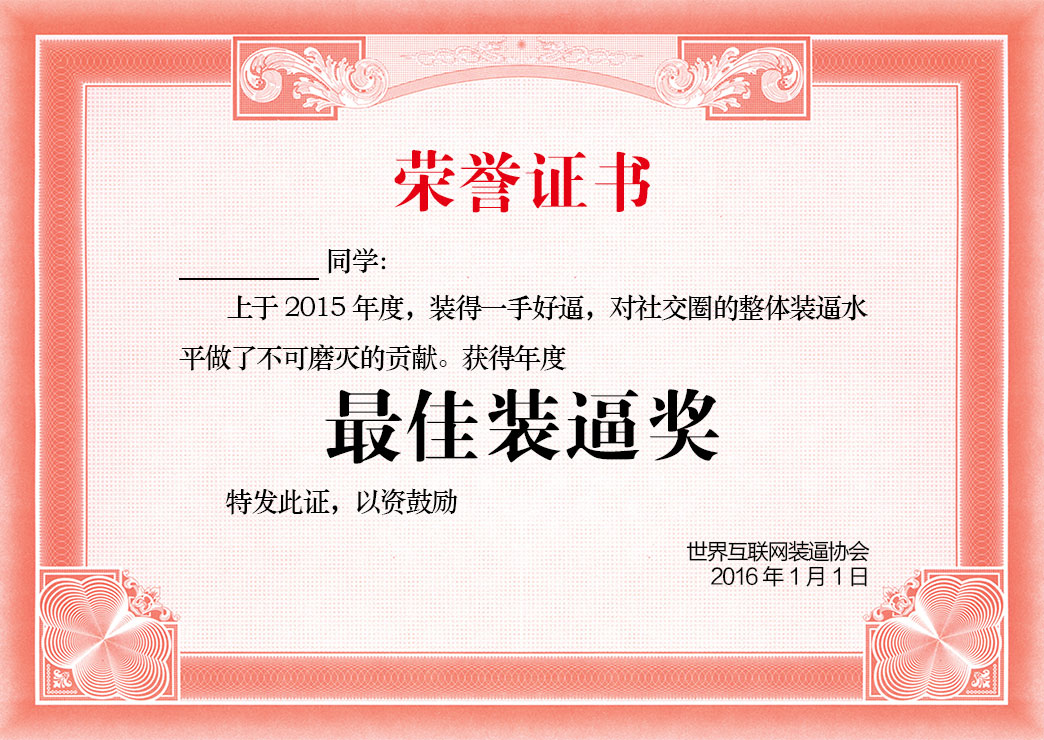 荣誉证书
同学：
上于 2015 年度，装得一手好逼，对社交圈的整体装逼水
平做了不可磨灭的贡献。获得年度
最佳装逼奖
特发此证，以资鼓励
世界互联网装逼协会
2016 年 1 月 1 日